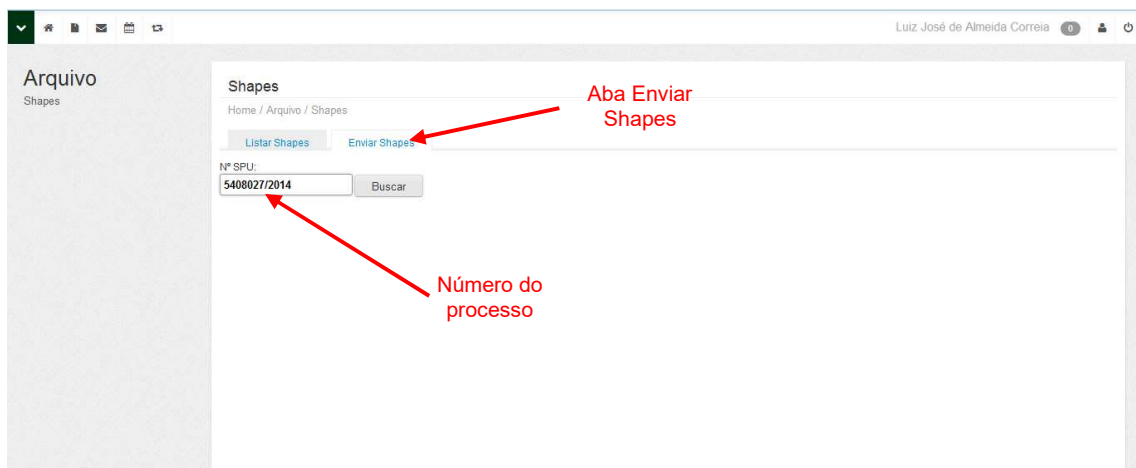 Luiz José de Almeida Correia 0
Arquivo
Shapes
Shapes
Home / Arquivo / Shapes
Aba Enviar
Shapes
Listar Shapes Enviar Shapes
Nº SPU:
5408027/2014 Buscar
Número do
processo